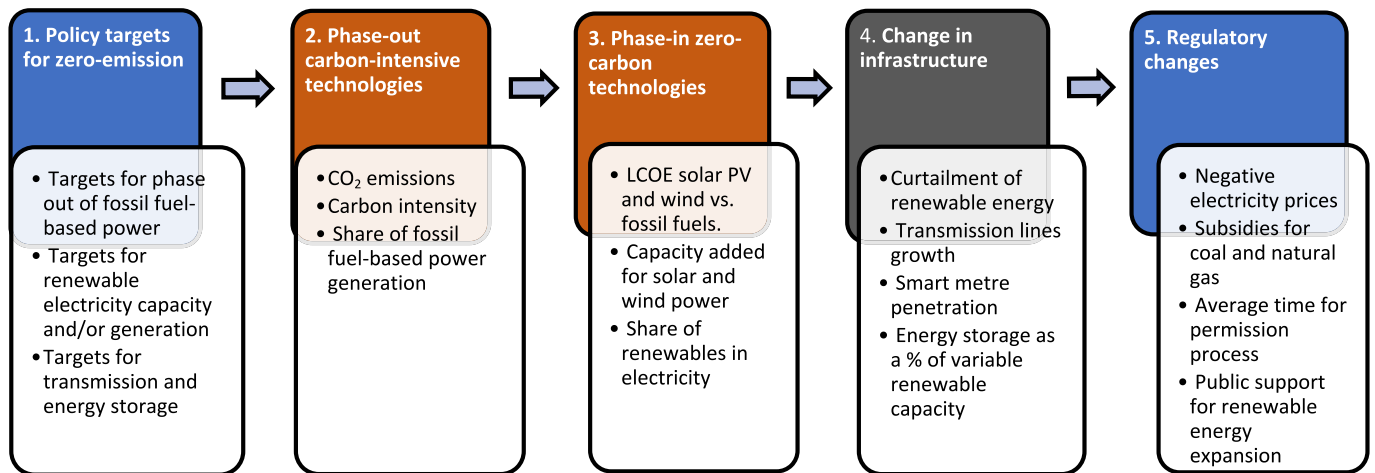 1. Policy targets
for zero-emission
• Targets for phase
out of fossil fuel-
based power
• Targets for
renewable
electricity capacity
and/or generation
•Targets for
transmission and
energy storage
2. Phase-out
carbon-intensive
technologies
•CO₂ emissions
•Carbon intensity
• Share of fossil
fuel-based power
generation
3. Phase-in zero-
carbon
technologies
• LCOE solar PV
and wind vs.
fossil fuels.
• Capacity added
for solar and
wind power
• Share of
renewables in
electricity
4. Change in
infrastructure
•Curtailment of
renewable energy
• Transmission lines
growth
• Smart metre
penetration
• Energy storage as
a % of variable
renewable
capacity
5. Regulatory
changes
• Negative
electricity prices
• Subsidies for
coal and natural
gas
• Average time for
permission
process
• Public support
for renewable
energy
expansion